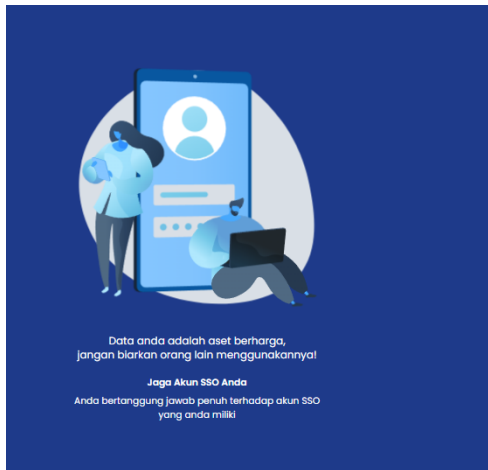 Data anda adalah aset berharga,
jangan biarkan orang lain menggunakannya!
Jaga Akun SSO Anda
Anda bertanggung jawab penuh terhadap akun SSO
yang anda miliki